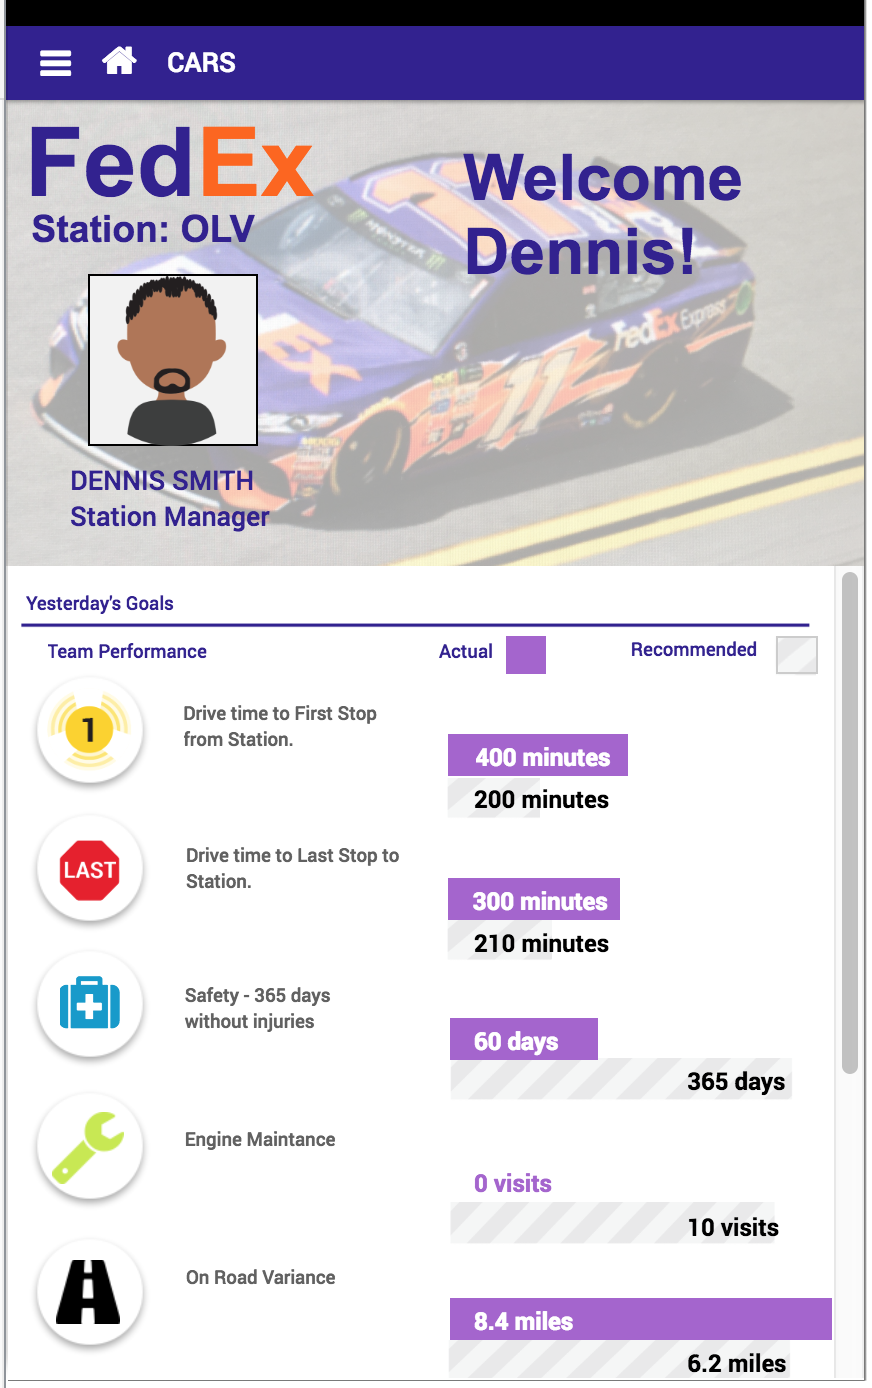 CARS
FedEx
Station: OLV
Welcome
Dennis!
FedEx Express
11
DENNIS SMITH
Station Manager
Yesterday's Goals
Team Performance
Actual
Recommended
1
Drive time to First Stop
from Station.
400 minutes
200 minutes
LAST
Drive time to Last Stop to
Station.
300 minutes
210 minutes
Safety - 365 days
without injuries
60 days
365 days
Engine Maintance
0 visits
10 visits
On Road Variance
8.4 miles
6.2 miles